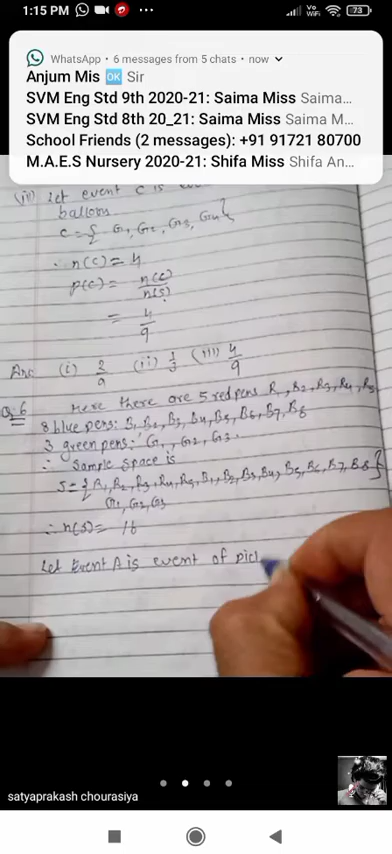 1:15 PM
Vo WiFi
73
WhatsApp • 6 messages from 5 chats • now
Anjum Mis 🆗 Sir
SVM Eng Std 9th 2020-21: Saima Miss Saima...
SVM Eng Std 8th 20_21: Saima Miss Saima M...
School Friends (2 messages): +91 91721 80700
M.A.E.S Nursery 2020-21: Shifa Miss Shifa An...
(iii) Let event C is
balloon
C = { G1, G2, G3, G4 }
∴ n(C) = 4
P(C) = n(C)/n(S)
= 4/9
Ans (i) 2/9 (ii) 1/3 (iii) 4/9
Q.6 Here there are 5 red pens R1, R2, R3, R4, R5
8 blue pens: B1, B2, B3, B4, B5, B6, B7, B8
3 green pens: G1, G2, G3.
∴ Sample space is
S = { R1, R2, R3, R4, R5, B1, B2, B3, B4, B5, B6, B7, B8 }
G1, G2, G3
∴ n(S) = 16
Let Event A is event of pic
satyaprakash chourasiya